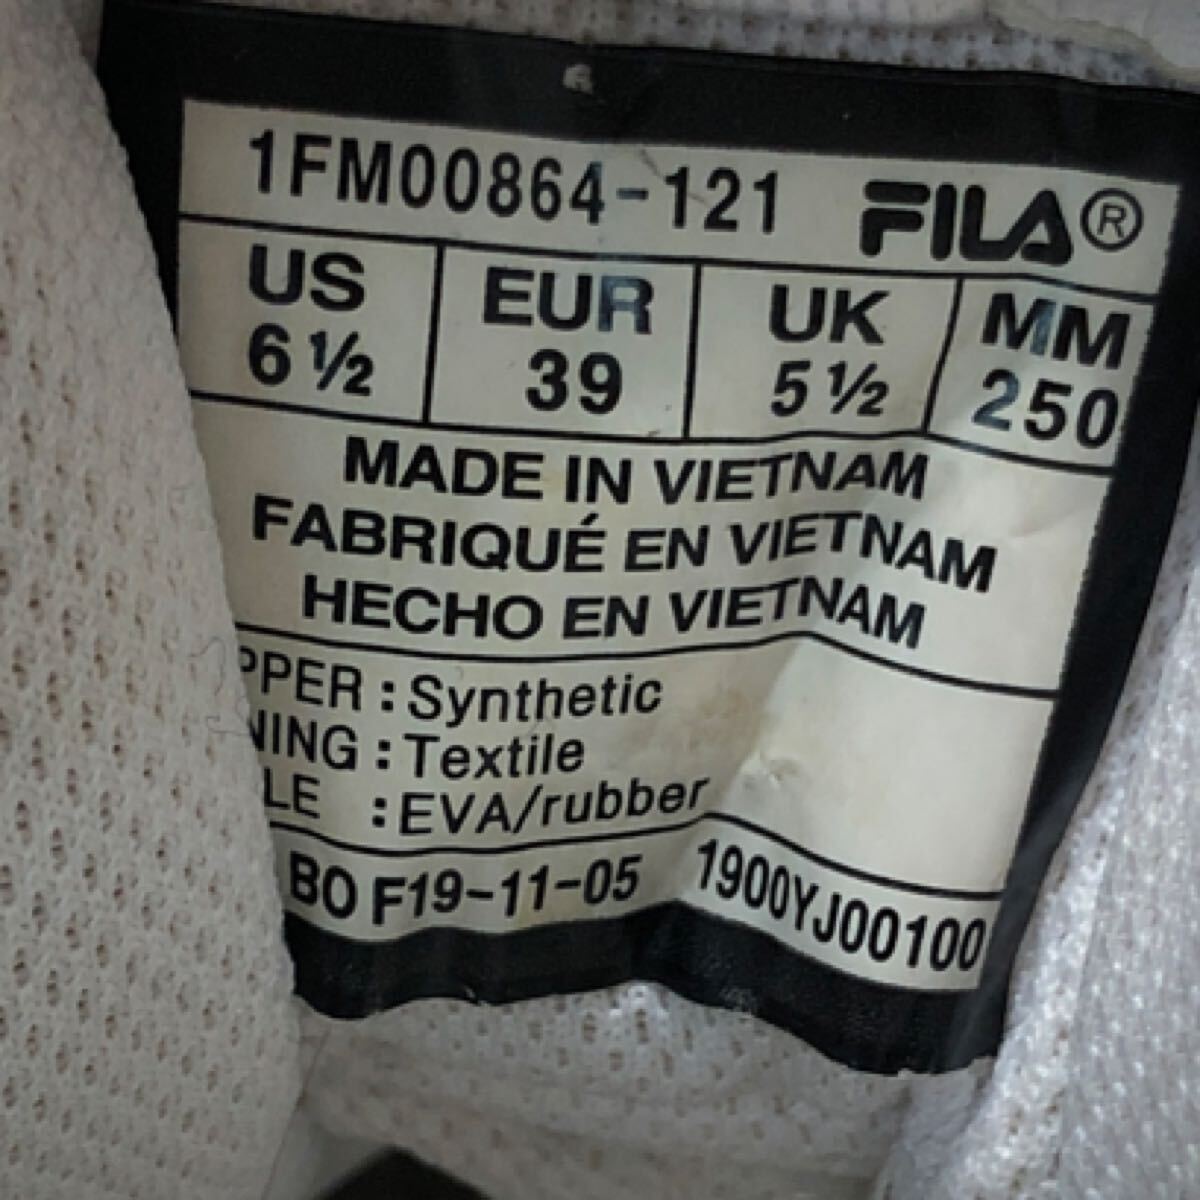 1FM00864-121 FILA®
US EUR UK MM
6½ 39 5½ 250
MADE IN VIETNAM
FABRIQUÉ EN VIETNAM
HECHO EN VIETNAM
PPER : Synthetic
NING : Textile
LE : EVA/rubber
BO F19-11-05 1900YJ00100